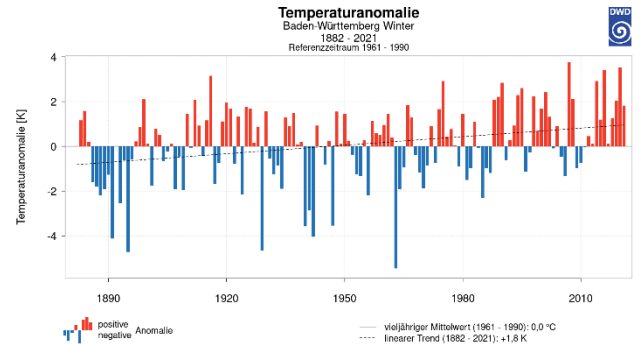 Temperaturanomalie
Baden-Württemberg Winter
1882 - 2021
Referenzzeitraum 1961 - 1990
DWD
Temperaturanomalie [K]
4
2
0
-2
-4
1890
1920
1950
1980
2010
positive
negative
Anomalie
vieljähriger Mittelwert (1961 - 1990): 0,0 °C
linearer Trend (1882 - 2021): +1,8 K